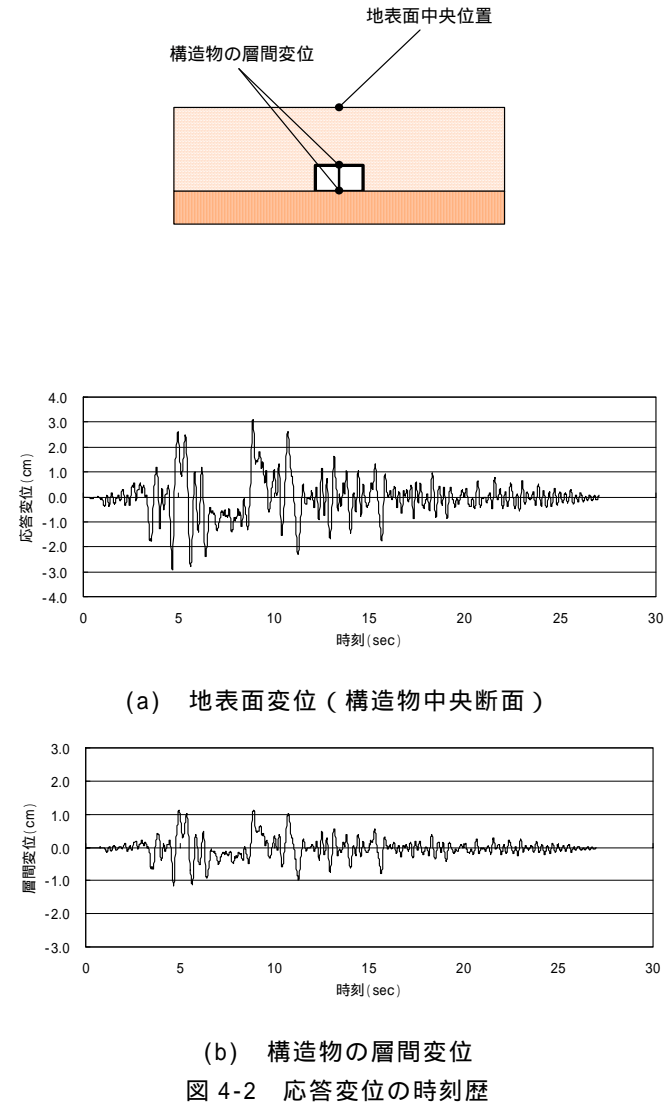 地表面中央位置
構造物の層間変位
4.0
3.0
2.0
1.0
0.0
-1.0
-2.0
-3.0
-4.0
応答変位(cm)
0 5 10 15 20 25 30
時刻(sec)
(a) 地表面変位(構造物中央断面)
3.0
2.0
1.0
0.0
-1.0
-2.0
-3.0
層間変位(cm)
0 5 10 15 20 25 30
時刻(sec)
(b) 構造物の層間変位
図 4-2 応答変位の時刻歴